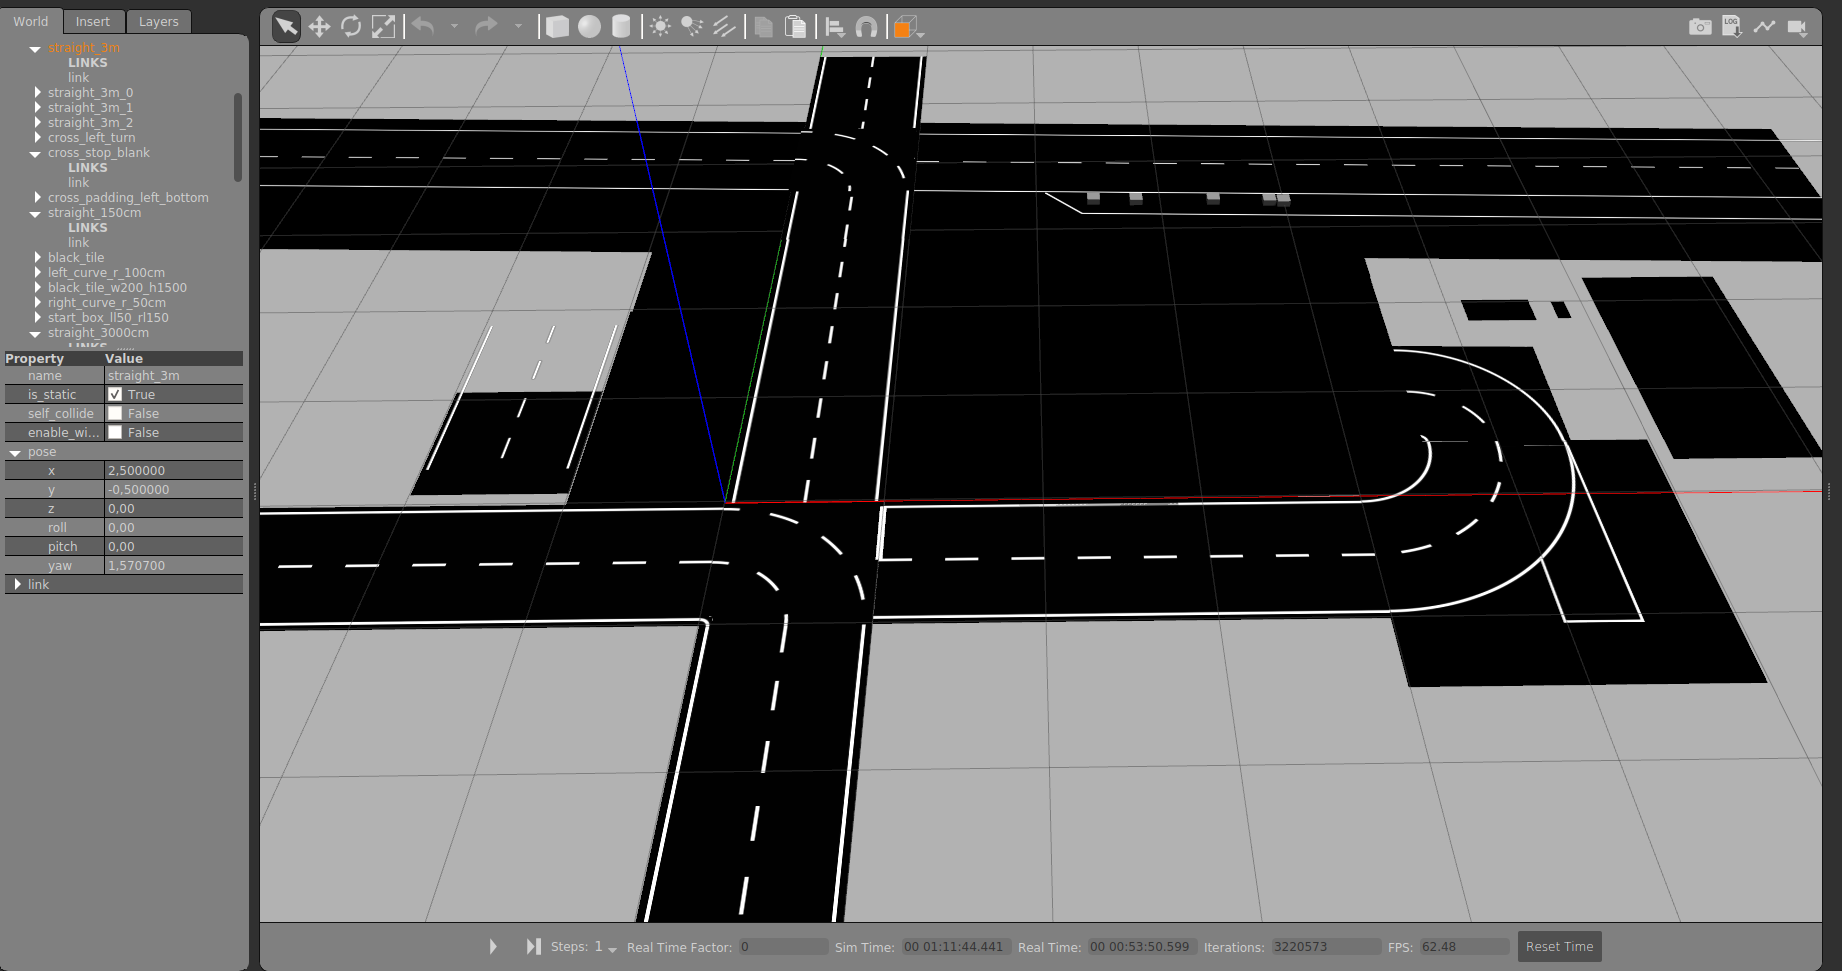 World Insert Layers
straight_3m
LINKS
link
straight_3m_0
straight_3m_1
straight_3m_2
cross_left_turn
cross_stop_blank
LINKS
link
cross_padding_left_bottom
straight_150cm
LINKS
link
black_tile
left_curve_r_100cm
black_tile_w200_h1500
right_curve_r_50cm
start_box_ll50_rl150
straight_3000cm
LINKS
Property Value
name straight_3m
is_static True
self_collide False
enable_wi... False
pose
x 2,500000
y -0,500000
z 0,00
roll 0,00
pitch 0,00
yaw 1,570700
link
LOG
Steps: 1 Real Time Factor: 0 Sim Time: 00 01:11:44.441 Real Time: 00 00:53:50.599 Iterations: 3220573 FPS: 62.48 Reset Time